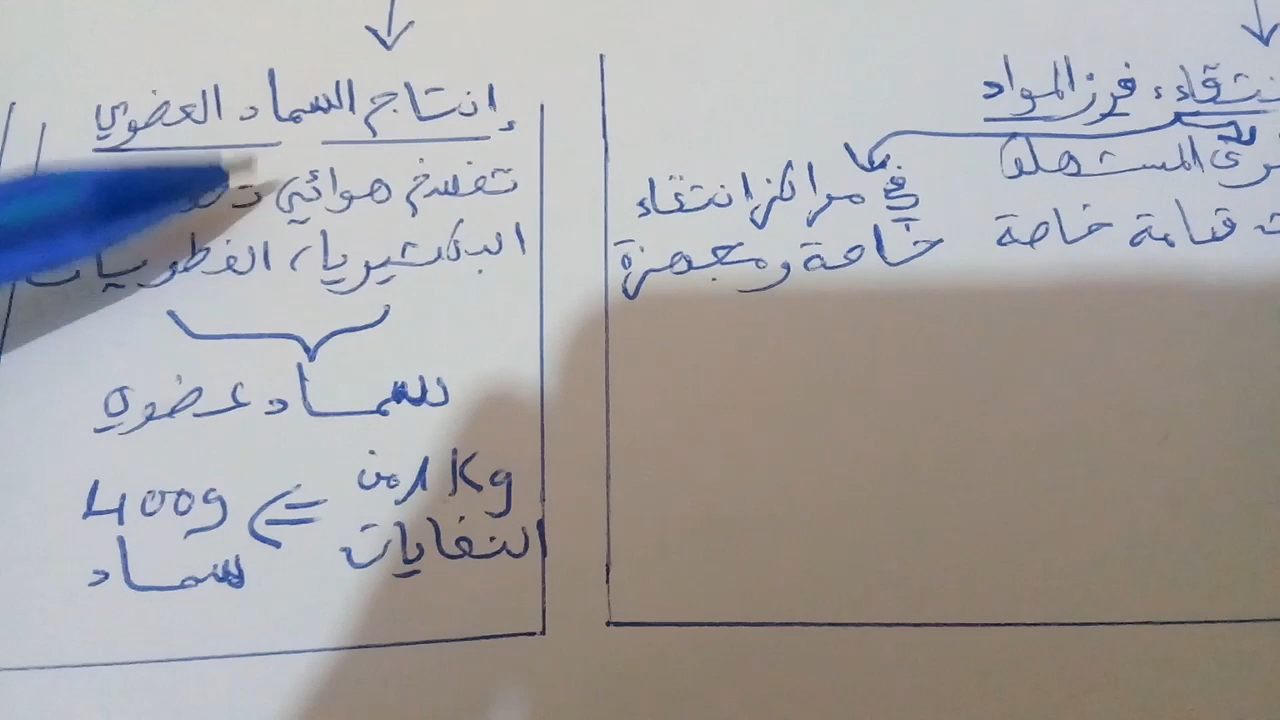 فرز المواد
المستهلك
قمامة خاصة
في مراكز انتقاء
خاصة ومجهزة
إنتاج السماد العضوي
تفسخ هوائي
البكتيريا، الفطريات
سماد عضوي
1Kg من
النفايات
⇐ 400g
سماد